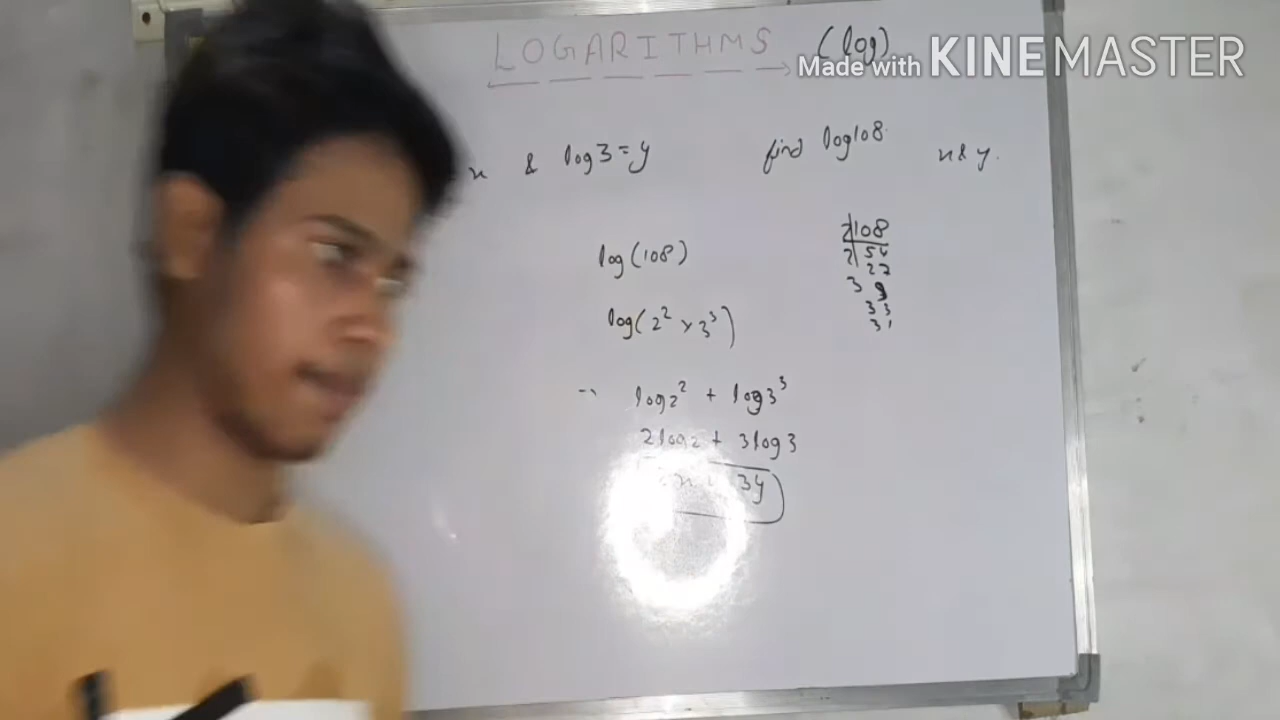 LOGARITHMS (log)
Made with KINEMASTER
x & log3=y find log108 x & y.
log(108)
log(2² × 3³)
log2² + log3³
2log2 + 3log3
3y
2 108
2 54
27
3 9
3 3
3 1